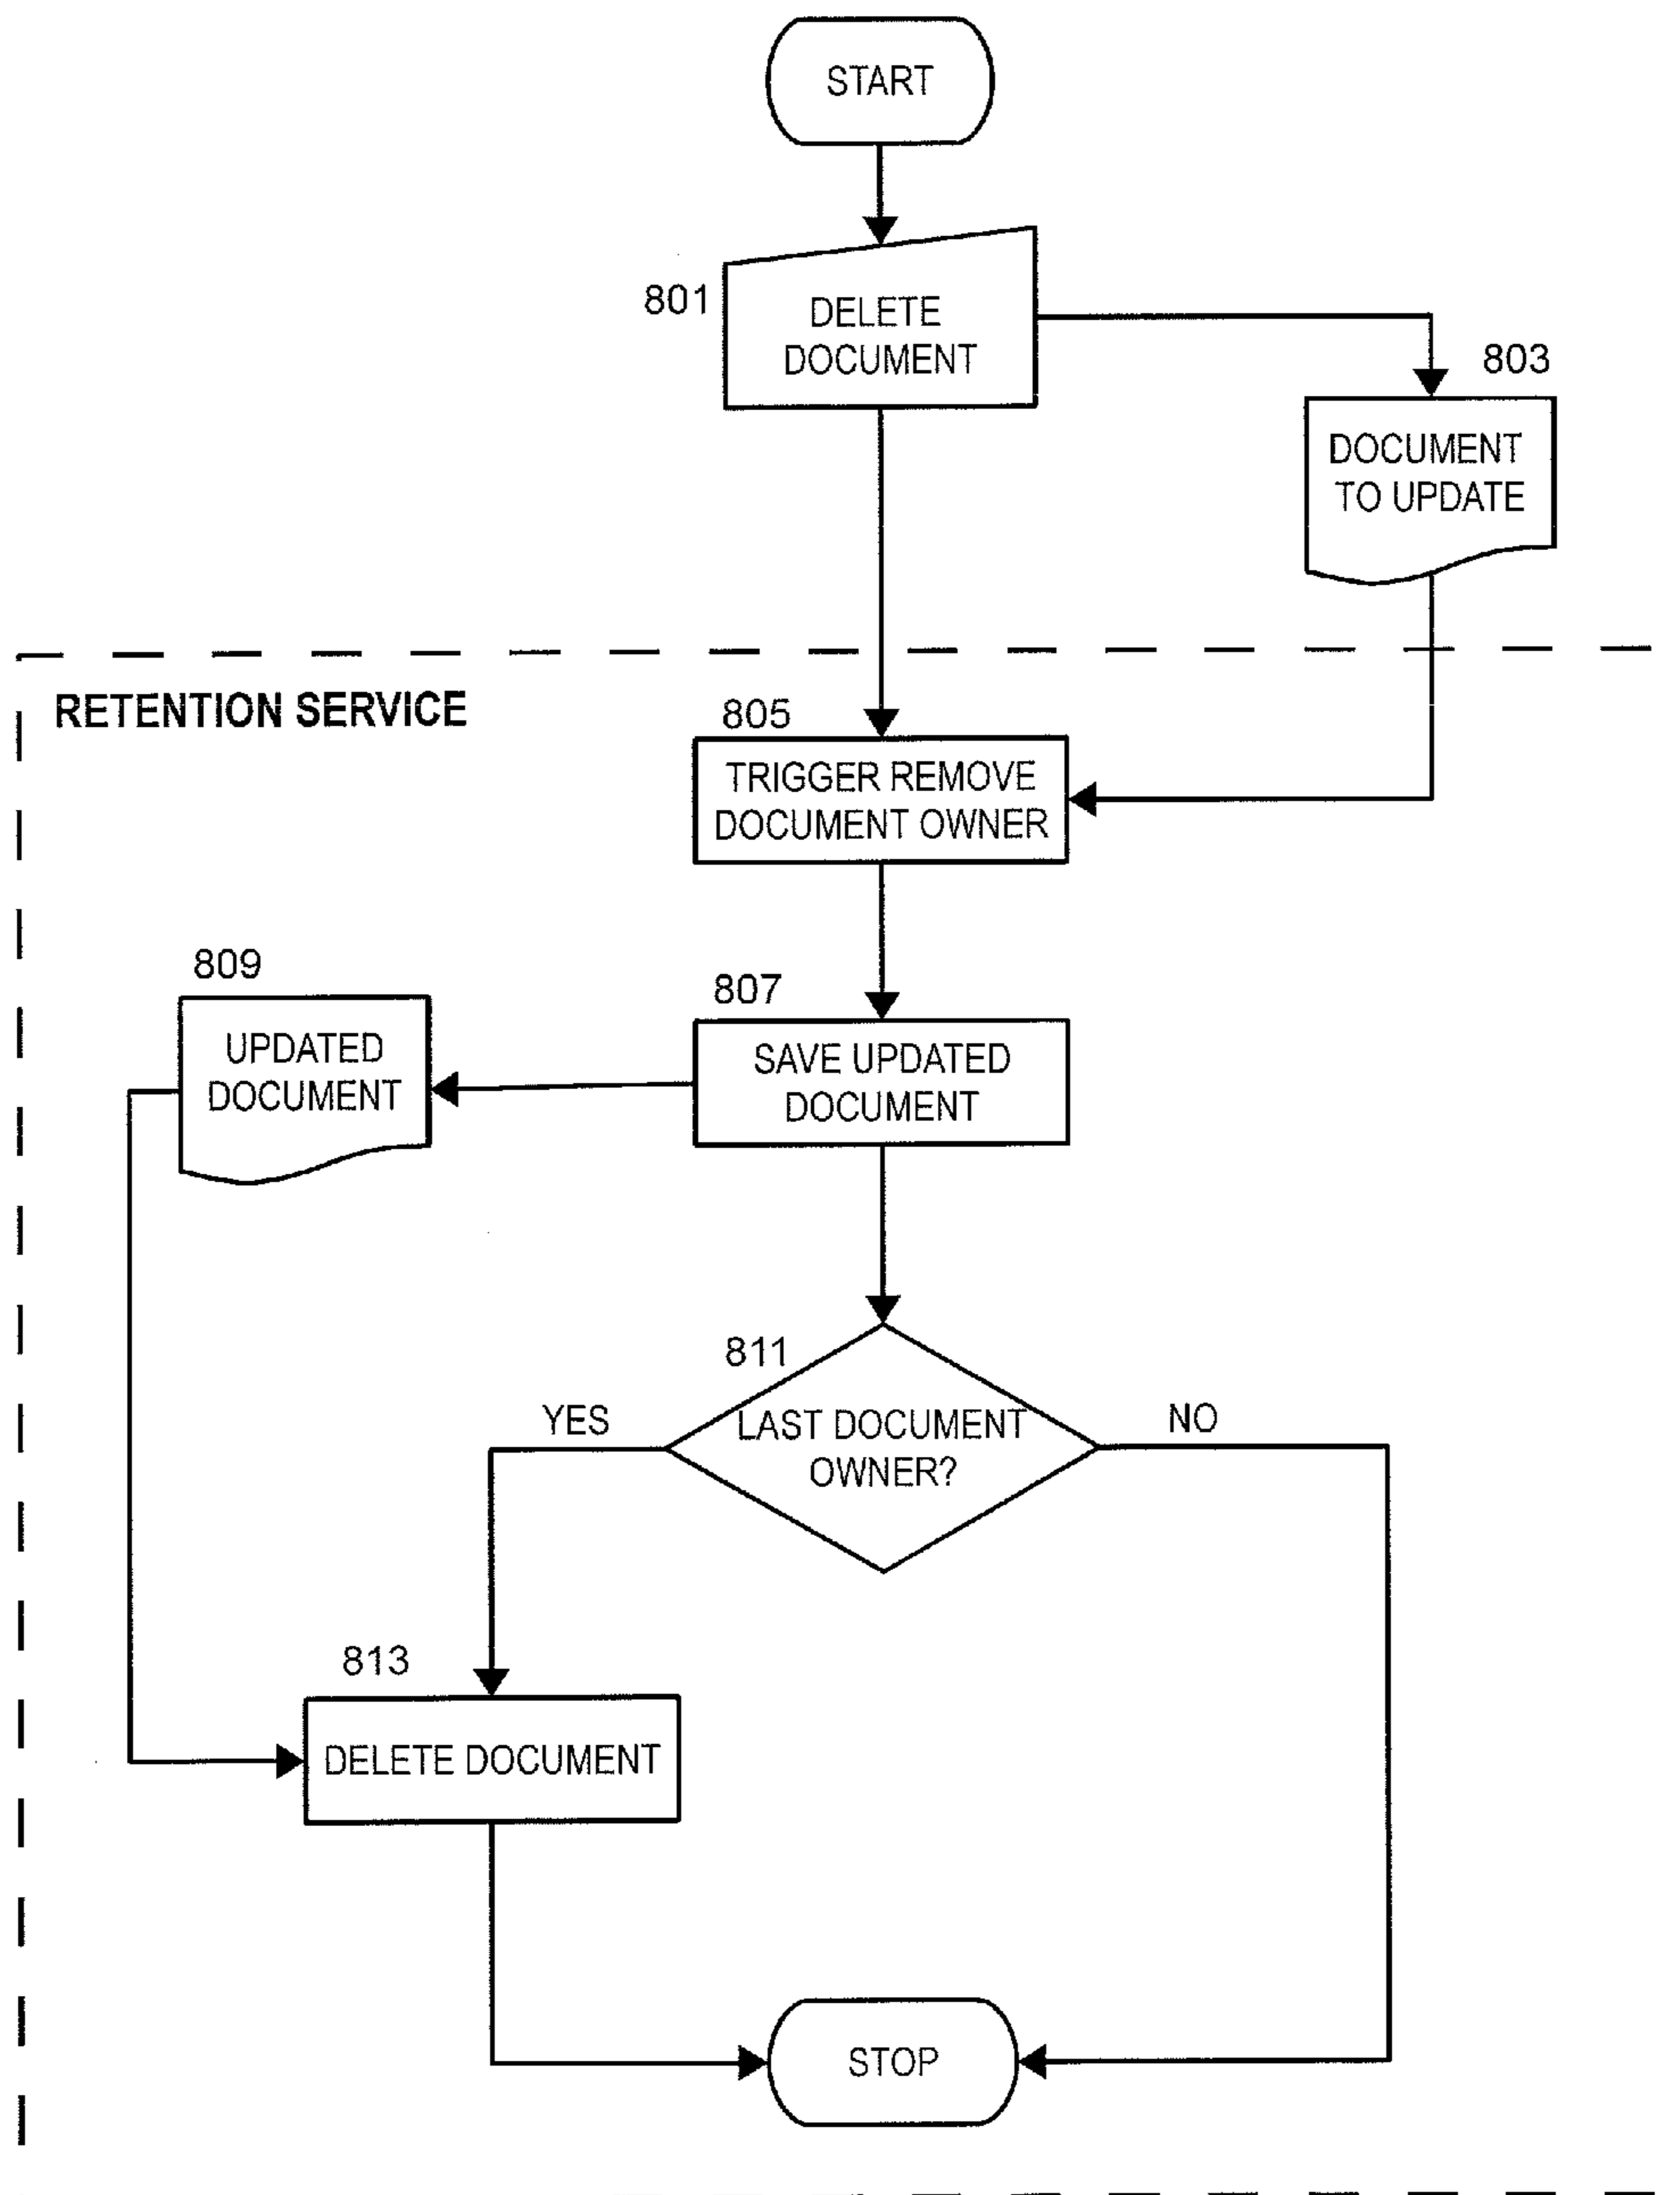 START
801
DELETE
DOCUMENT
803
DOCUMENT
TO UPDATE
RETENTION SERVICE
805
TRIGGER REMOVE
DOCUMENT OWNER
809
UPDATED
DOCUMENT
807
SAVE UPDATED
DOCUMENT
811
YES
LAST DOCUMENT
OWNER?
NO
813
DELETE DOCUMENT
STOP